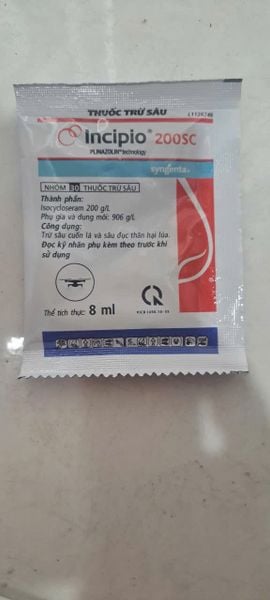 THUỐC TRỪ SÂU
Incipio® 200SC
PLINAZOLIN® technology
syngenta
NHÓM 30 THUỐC TRỪ SÂU
Thành phần:
Isocycloseram 200 g/L
Phụ gia và dung môi: 906 g/L
Công dụng:
Trừ sâu cuốn lá và sâu đục thân hại lúa.
Đọc kỹ nhãn phụ kèm theo trước khi
sử dụng
Thể tích thực: 8 ml